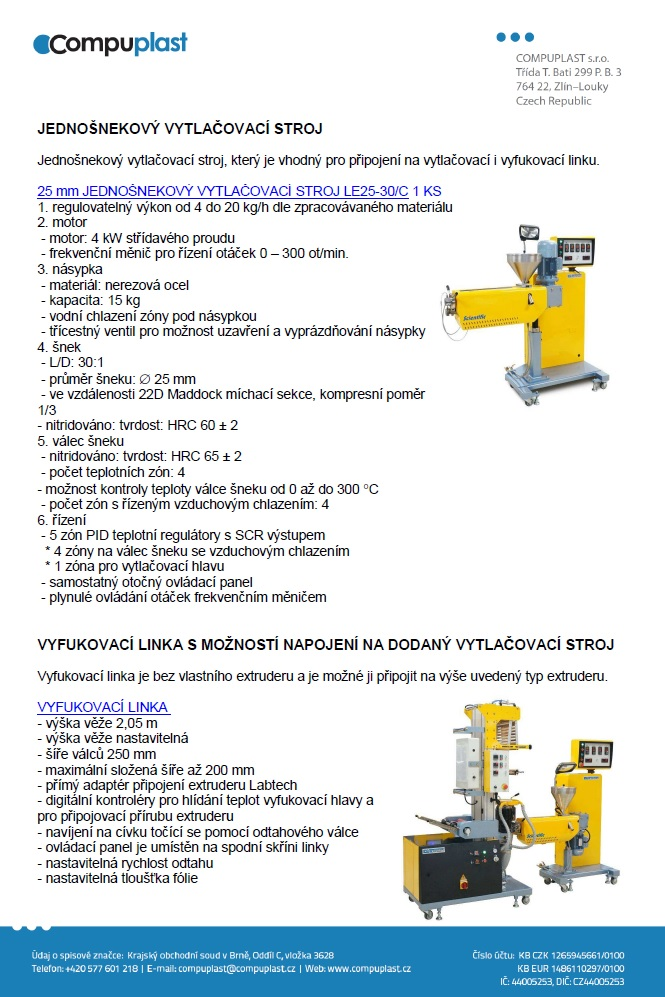 Compuplast
COMPUPLAST s.r.o.
Třída T. Bati 299 P. B. 3
764 22, Zlín–Louky
Czech Republic
JEDNOŠNEKOVÝ VYTLAČOVACÍ STROJ
Jednošnekový vytlačovací stroj, který je vhodný pro připojení na vytlačovací i vyfukovací linku.
25 mm JEDNOŠNEKOVÝ VYTLAČOVACÍ STROJ LE25-30/C 1 KS
1. regulovatelný výkon od 4 do 20 kg/h dle zpracovávaného materiálu
2. motor
- motor: 4 kW střídavého proudu
- frekvenční měnič pro řízení otáček 0 – 300 ot/min.
3. násypka
- materiál: nerezová ocel
- kapacita: 15 kg
- vodní chlazení zóny pod násypkou
- třícestný ventil pro možnost uzavření a vyprázdňování násypky
4. šnek
- L/D: 30:1
- průměr šneku: ∅ 25 mm
- ve vzdálenosti 22D Maddock míchací sekce, kompresní poměr
1/3
- nitridováno: tvrdost: HRC 60 ± 2
5. válec šneku
- nitridováno: tvrdost: HRC 65 ± 2
- počet teplotních zón: 4
- možnost kontroly teploty válce šneku od 0 až do 300 °C
- počet zón s řízeným vzduchovým chlazením: 4
6. řízení
- 5 zón PID teplotní regulátory s SCR výstupem
* 4 zóny na válec šneku se vzduchovým chlazením
* 1 zóna pro vytlačovací hlavu
- samostatný otočný ovládací panel
- plynulé ovládání otáček frekvenčním měničem
Scientific
VYFUKOVACÍ LINKA S MOŽNOSTÍ NAPOJENÍ NA DODANÝ VYTLAČOVACÍ STROJ
Vyfukovací linka je bez vlastního extruderu a je možné ji připojit na výše uvedený typ extruderu.
VYFUKOVACÍ LINKA
- výška věže 2,05 m
- výška věže nastavitelná
- šíře válců 250 mm
- maximální složená šíře až 200 mm
- přímý adaptér připojení extruderu Labtech
- digitální kontroléry pro hlídání teplot vyfukovací hlavy a
pro připojovací přírubu extruderu
- navíjení na cívku točící se pomocí odtahového válce
- ovládací panel je umístěn na spodní skříni linky
- nastavitelná rychlost odtahu
- nastavitelná tloušťka fólie
Scientific
Údaj o spisové značce: Krajský obchodní soud v Brně, Oddíl C, vložka 3628
Telefon: +420 577 601 218 | E-mail: compuplast@compuplast.cz | Web: www.compuplast.cz
Číslo účtu: KB CZK 1265945661/0100
KB EUR 1486110297/0100
IČ: 44005253, DIČ: CZ44005253